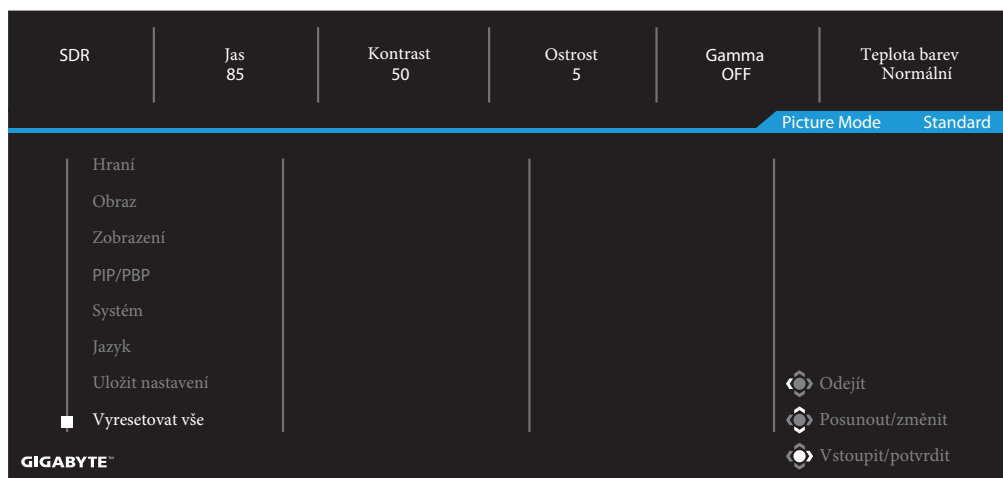 SDR
Jas
85
Kontrast
50
Ostrost
5
Gamma
OFF
Teplota barev
Normální
Picture Mode Standard
Hraní
Obraz
Zobrazení
PIP/PBP
Systém
Jazyk
Uložit nastavení
Vyresetovat vše
Odejít
Posunout/změnit
Vstoupit/potvrdit
GIGABYTE™